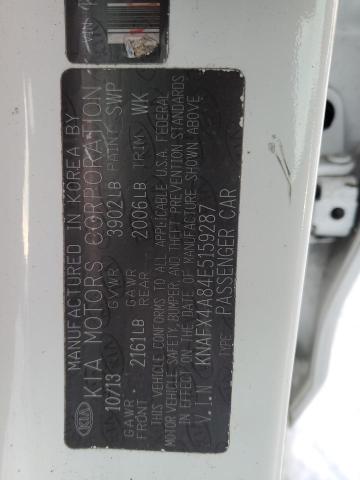 MANUFACTURED IN KOREA BY
KIA KIA MOTORS CORPORATION
10/13 GVWR 3902LB PAINT SWP
GAWR FRONT 2161LB GAWR REAR 2006LB TRIM WK
THIS VEHICLE CONFORMS TO ALL APPLICABLE U.S.A. FEDERAL
MOTOR VEHICLE SAFETY, BUMPER, AND THEFT PREVENTION STANDARDS
IN EFFECT ON THE DATE OF MANUFACTURE SHOWN ABOVE
V.I.N KNAFX4A84E5159287
TYPE PASSENGER CAR
VIN